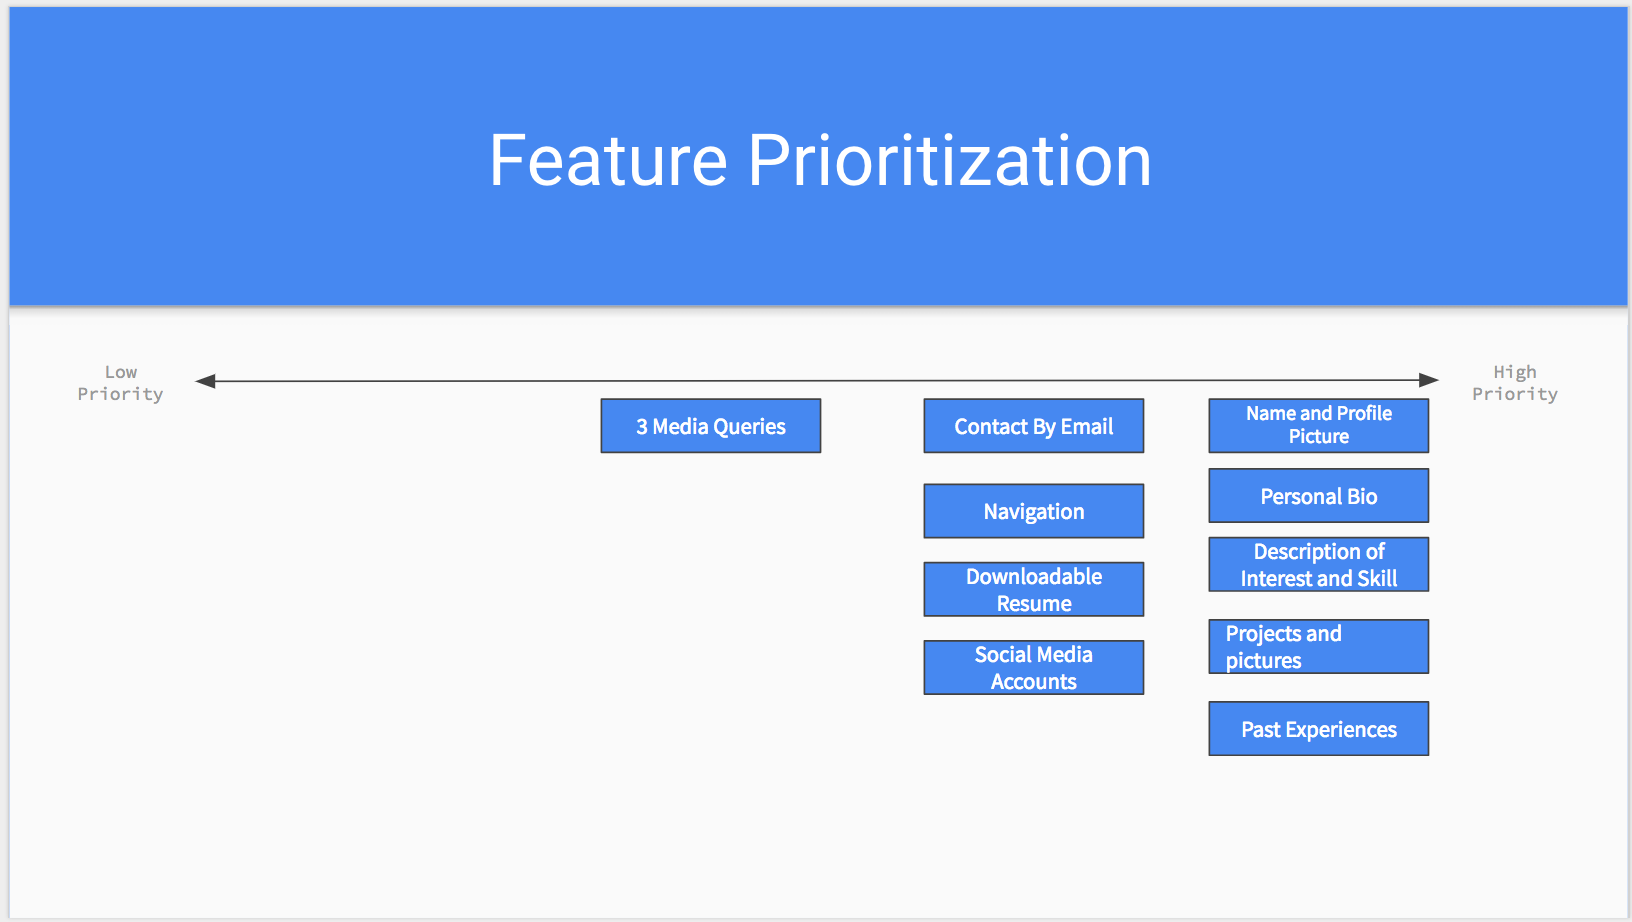 Feature Prioritization
Low
Priority
High
Priority
3 Media Queries
Contact By Email
Navigation
Downloadable
Resume
Social Media
Accounts
Name and Profile
Picture
Personal Bio
Description of
Interest and Skill
Projects and
pictures
Past Experiences